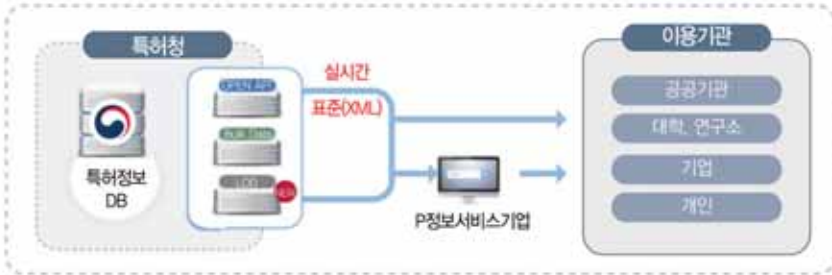 특허청
특허정보
DB
OPEN API
Bulk Data
LOD
NEW
실시간
표준(XML)
P정보서비스기업
이용기관
공공기관
대학, 연구소
기업
개인